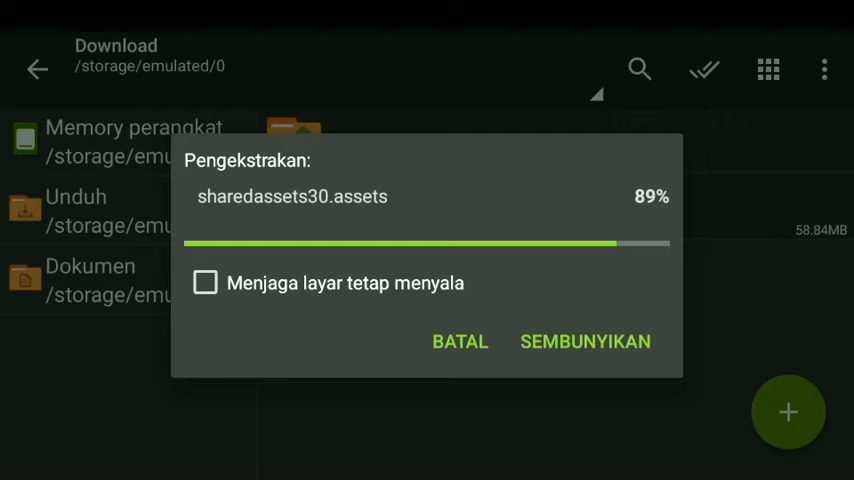 Download
/storage/emulated/0
Memory perangkat
/storage/emu
Unduh
/storage/emu
58.84MB
Dokumen
/storage/emu
Pengekstrakan:
sharedassets30.assets
89%
Menjaga layar tetap menyala
BATAL
SEMBUNYIKAN